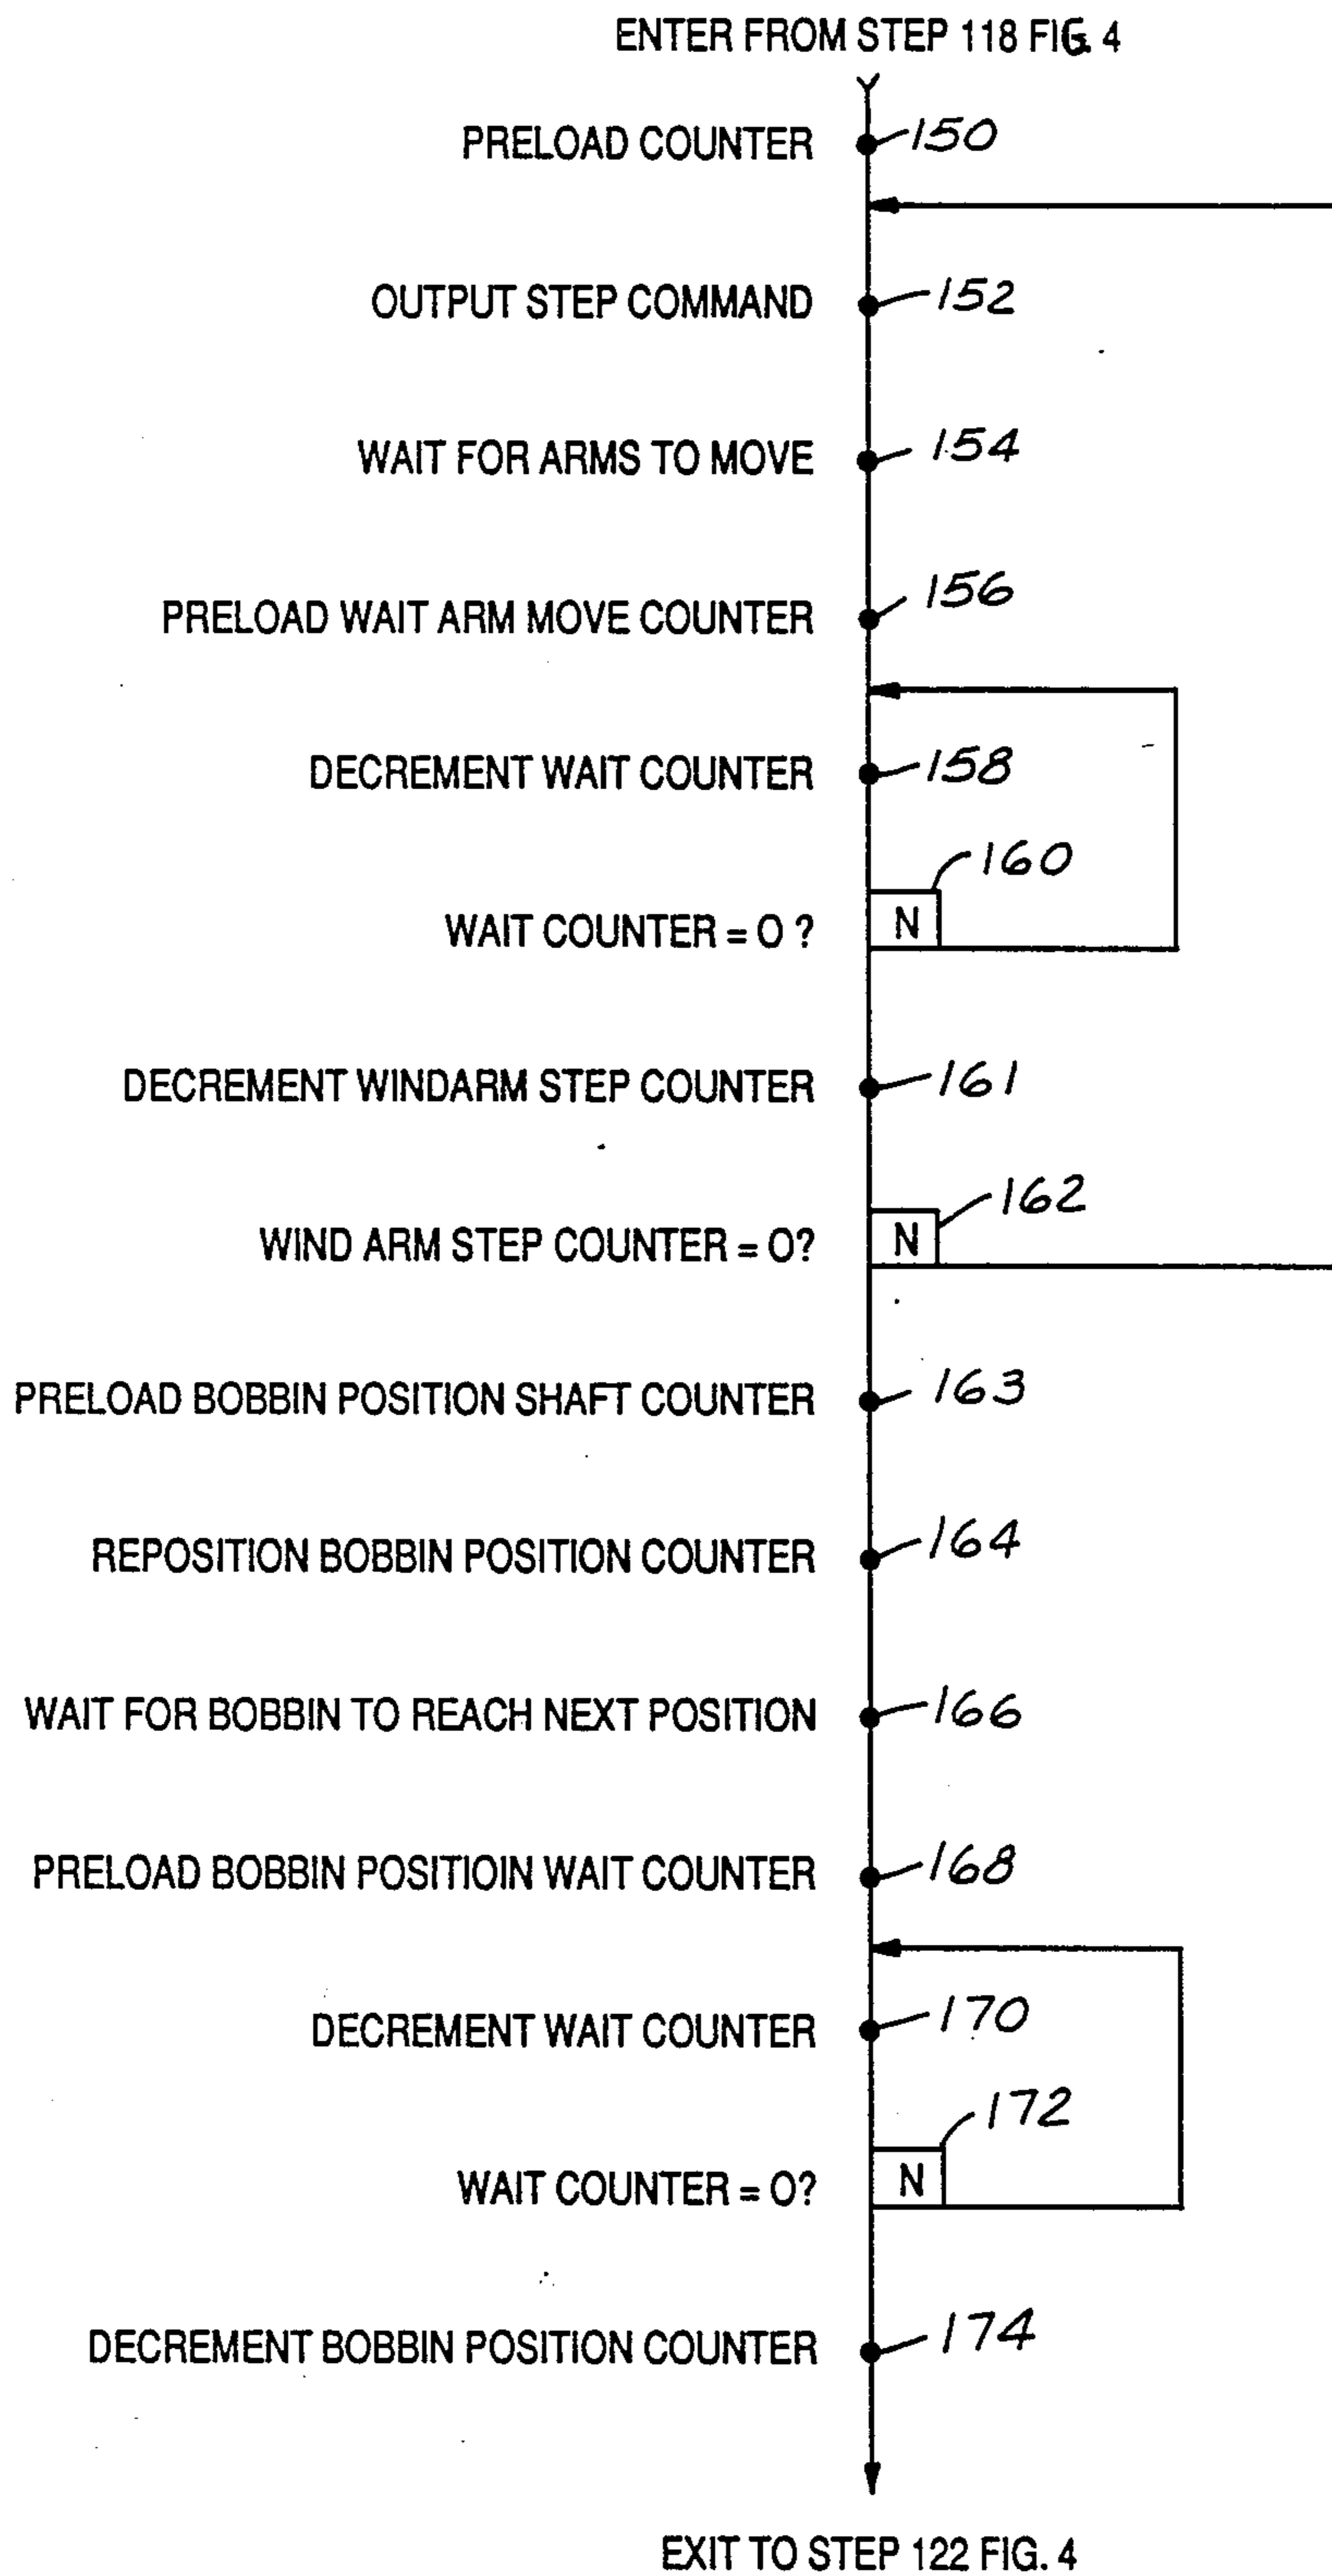 ENTER FROM STEP 118 FIG. 4
PRELOAD COUNTER 150
OUTPUT STEP COMMAND 152
WAIT FOR ARMS TO MOVE 154
PRELOAD WAIT ARM MOVE COUNTER 156
DECREMENT WAIT COUNTER 158
160
WAIT COUNTER = O ? N
DECREMENT WINDARM STEP COUNTER 161
162
WIND ARM STEP COUNTER = O? N
PRELOAD BOBBIN POSITION SHAFT COUNTER 163
REPOSITION BOBBIN POSITION COUNTER 164
WAIT FOR BOBBIN TO REACH NEXT POSITION 166
PRELOAD BOBBIN POSITIOIN WAIT COUNTER 168
DECREMENT WAIT COUNTER 170
172
WAIT COUNTER = O? N
DECREMENT BOBBIN POSITION COUNTER 174
EXIT TO STEP 122 FIG. 4